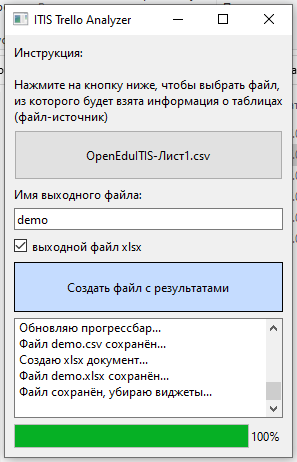 ITIS Trello Analyzer
Инструкция:
Нажмите на кнопку ниже, чтобы выбрать файл,
из которого будет взята информация о таблицах
(файл-источник)
OpenEduITIS-Лист1.csv
Имя выходного файла:
demo
выходной файл xlsx
Создать файл с результатами
Обновляю прогрессбар...
Файл demo.csv сохранён...
Создаю xlsx документ...
Файл demo.xlsx сохранён...
Файл сохранён, убираю виджеты...
100%